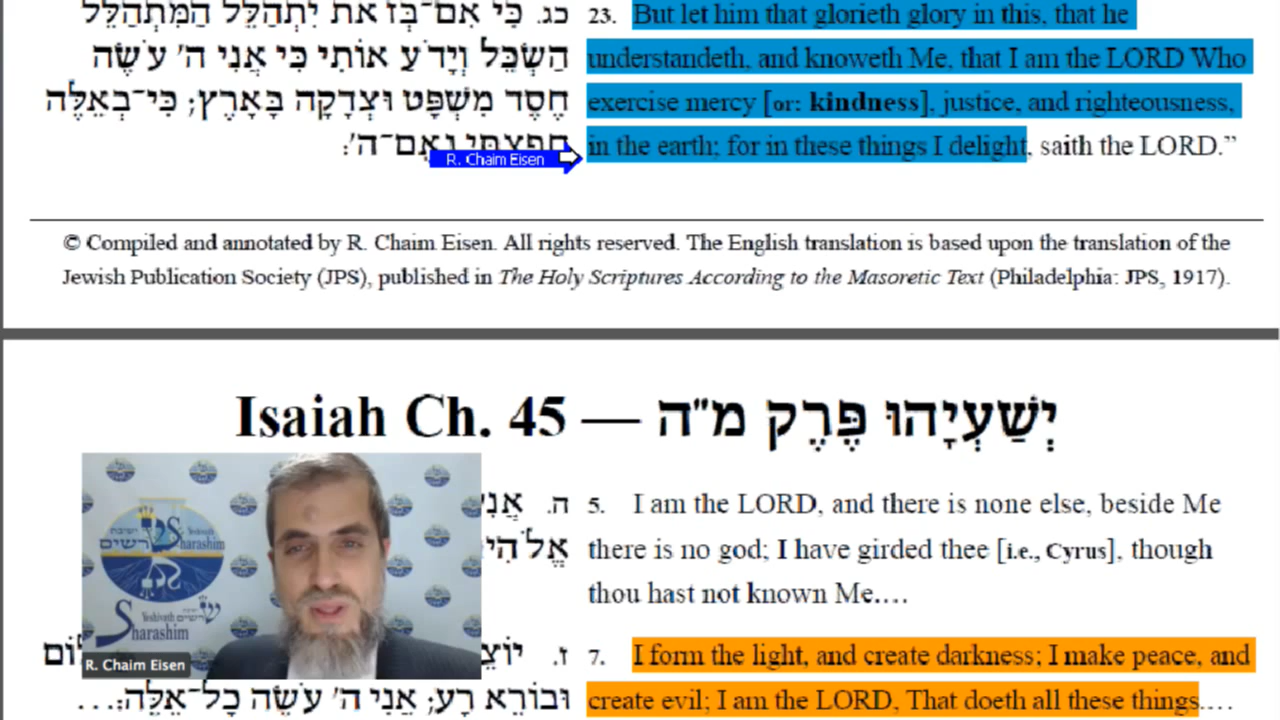 כג. כִּי אִם־בְּזֹאת יִתְהַלֵּל הַמִּתְהַלֵּל
הַשְׂכֵּל וְיָדֹעַ אוֹתִי כִּי אֲנִי ה' עֹשֶׂה
חֶסֶד מִשְׁפָּט וּצְדָקָה בָּאָרֶץ; כִּי־בְאֵלֶּה
חָפַצְתִּי נְאֻם־ה':
R. Chaim Eisen
23. But let him that glorieth glory in this, that he
understandeth, and knoweth Me, that I am the LORD Who
exercise mercy [or: kindness], justice, and righteousness,
in the earth; for in these things I delight, saith the LORD.”
© Compiled and annotated by R. Chaim Eisen. All rights reserved. The English translation is based upon the translation of the
Jewish Publication Society (JPS), published in The Holy Scriptures According to the Masoretic Text (Philadelphia: JPS, 1917).
Isaiah Ch. 45 — יְשַׁעְיָהוּ פֶּרֶק מ"ה
ה.
5. I am the LORD, and there is none else, beside Me
there is no god; I have girded thee [i.e., Cyrus], though
thou hast not known Me....
ז.
וּבוֹרֵא רָע; אֲנִי ה' עֹשֶׂה כָל־אֵלֶּה:...
7. I form the light, and create darkness; I make peace, and
create evil; I am the LORD, That doeth all these things....
ישיבת שרשים
Yeshivath Sharashim
Yeshivath
Sharashim
R. Chaim Eisen